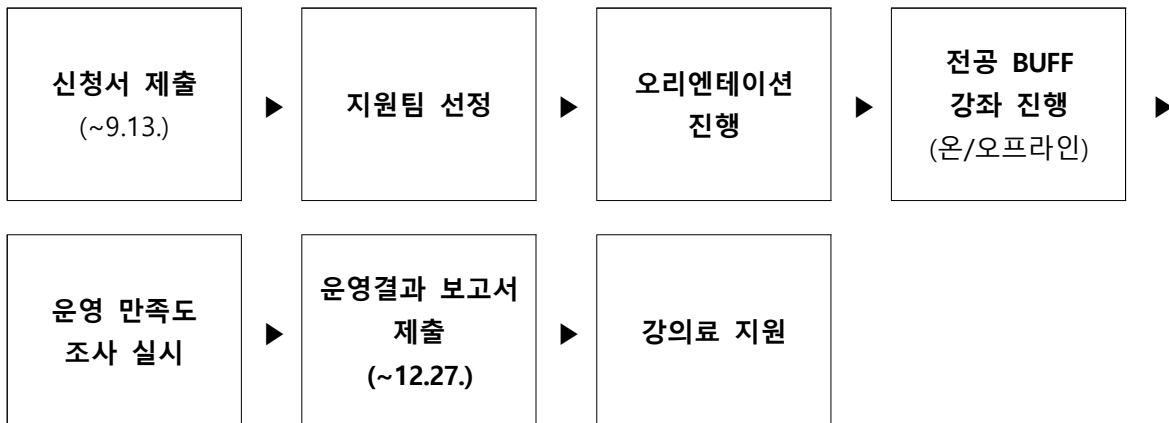 신청서 제출
(~9.13.)
▶
지원팀 선정
▶
오리엔테이션
진행
▶
전공 BUFF
강좌 진행
(온/오프라인)
▶
운영 만족도
조사 실시
▶
운영결과 보고서
제출
(~12.27.)
▶
강의료 지원